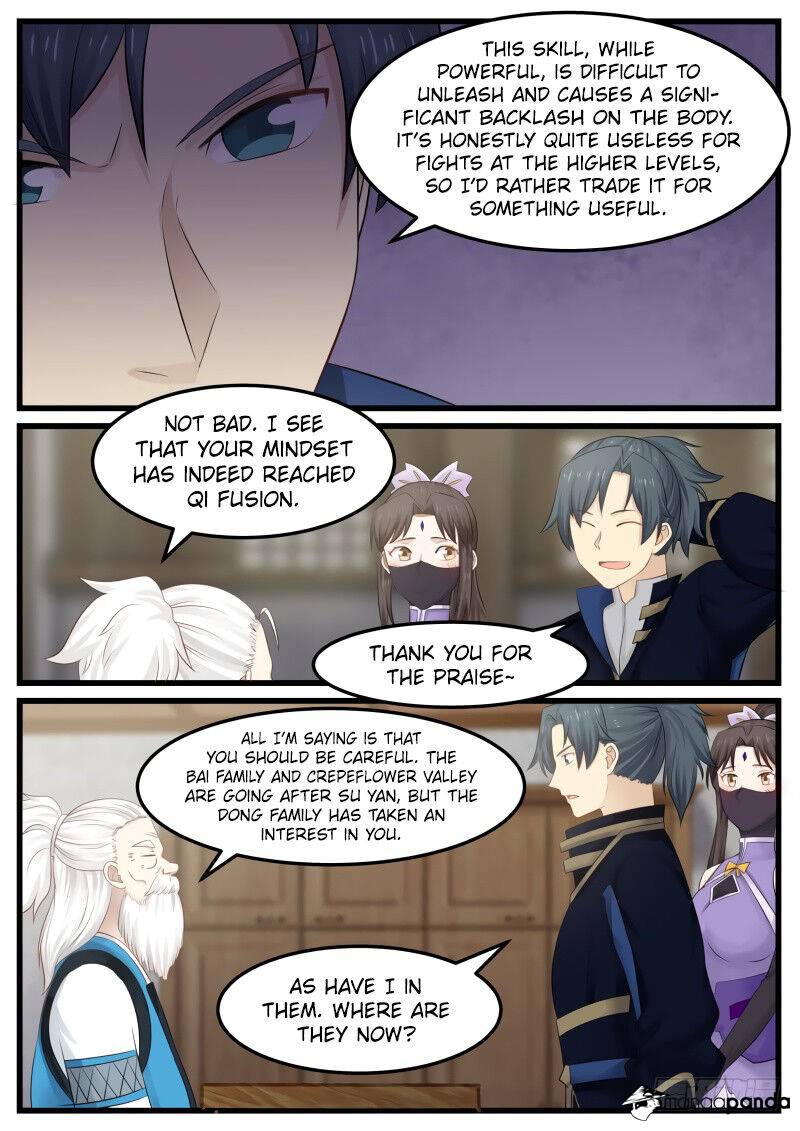 THIS SKILL, WHILE
POWERFUL, IS DIFFICULT TO
UNLEASH AND CAUSES A SIGNI-
FICANT BACKLASH ON THE BODY.
IT'S HONESTLY QUITE USELESS FOR
FIGHTS AT THE HIGHER LEVELS,
SO I'D RATHER TRADE IT FOR
SOMETHING USEFUL.
NOT BAD. I SEE
THAT YOUR MINDSET
HAS INDEED REACHED
QI FUSION.
THANK YOU FOR
THE PRAISE~
ALL I'M SAYING IS THAT
YOU SHOULD BE CAREFUL. THE
BAI FAMILY AND CREPEFLOWER VALLEY
ARE GOING AFTER SU YAN, BUT THE
DONG FAMILY HAS TAKEN AN
INTEREST IN YOU.
AS HAVE I IN
THEM. WHERE ARE
THEY NOW?
mangapanda